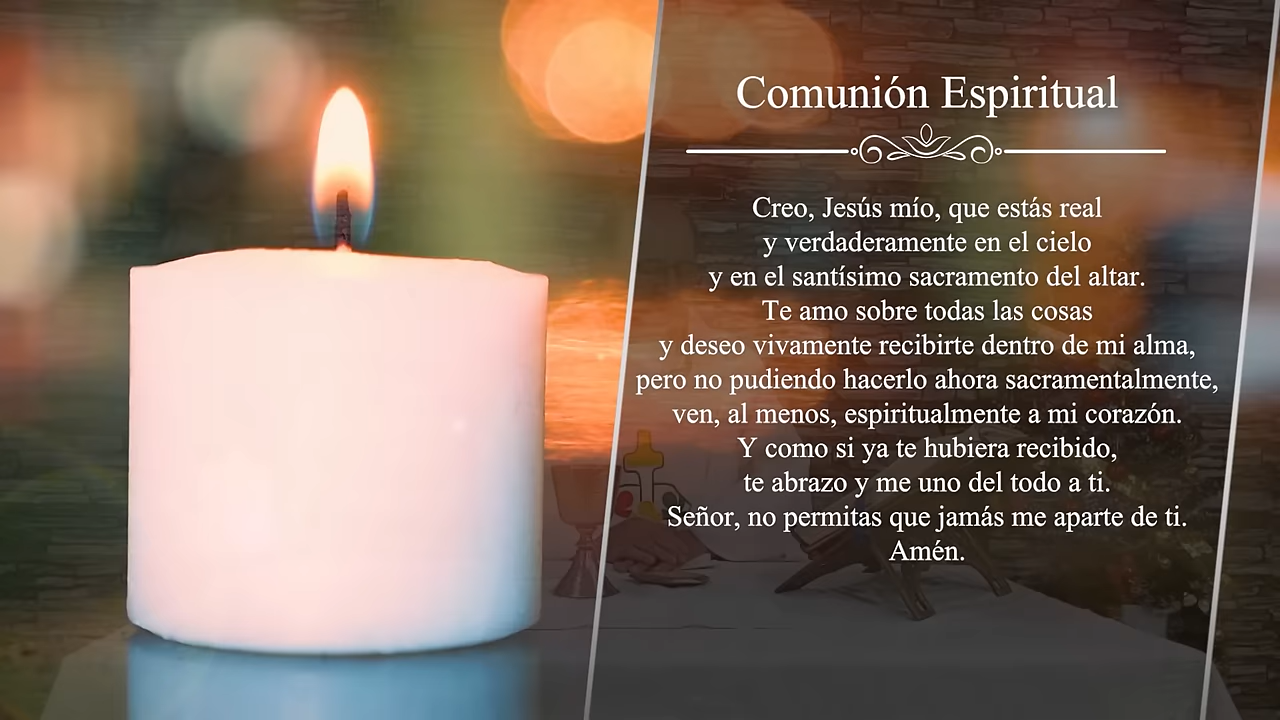 Comunión Espiritual
Creo, Jesús mío, que estás real
y verdaderamente en el cielo
y en el santísimo sacramento del altar.
Te amo sobre todas las cosas
y deseo vivamente recibirte dentro de mi alma,
pero no pudiendo hacerlo ahora sacramentalmente,
ven, al menos, espiritualmente a mi corazón.
Y como si ya te hubiera recibido,
te abrazo y me uno del todo a ti.
Señor, no permitas que jamás me aparte de ti.
Amén.